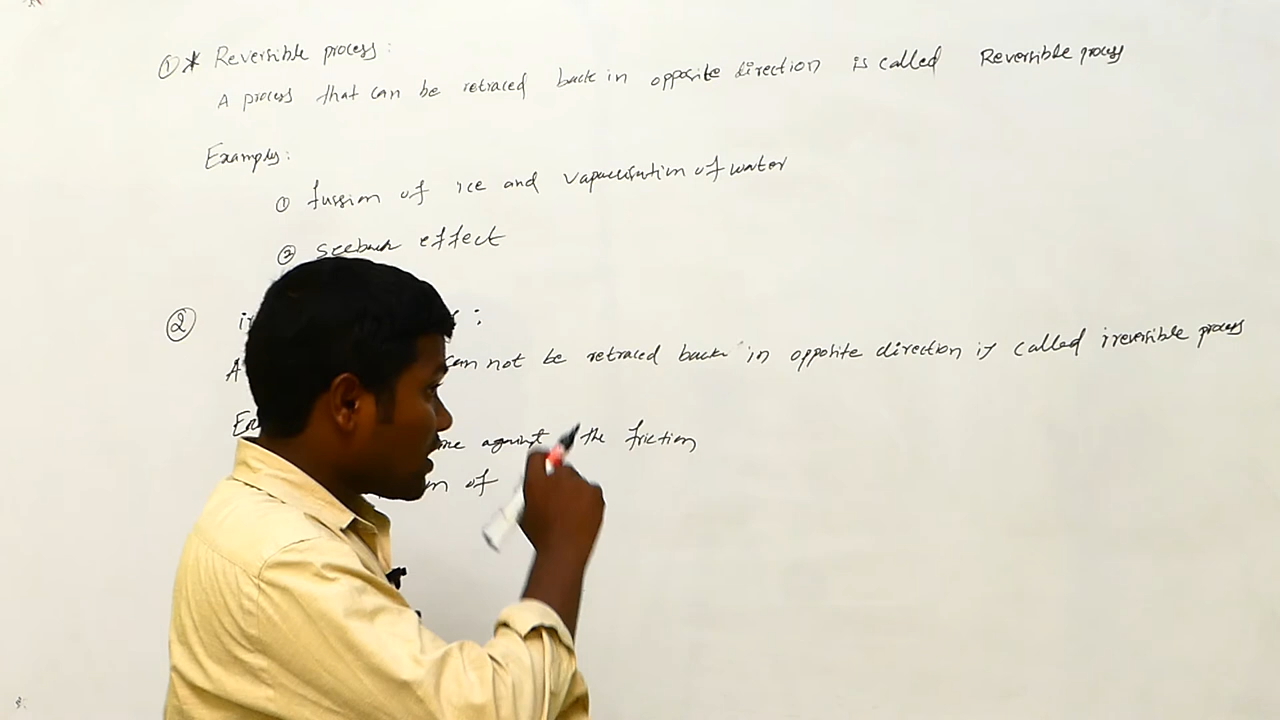 ① * Reversible process:
A process that can be retraced back in opposite direction is called Reversible process
Examples:
① fussion of ice and vapourisation of water
② seeback effect
②
A can not be retraced back in opposite direction is called irreversible process
against the friction
of